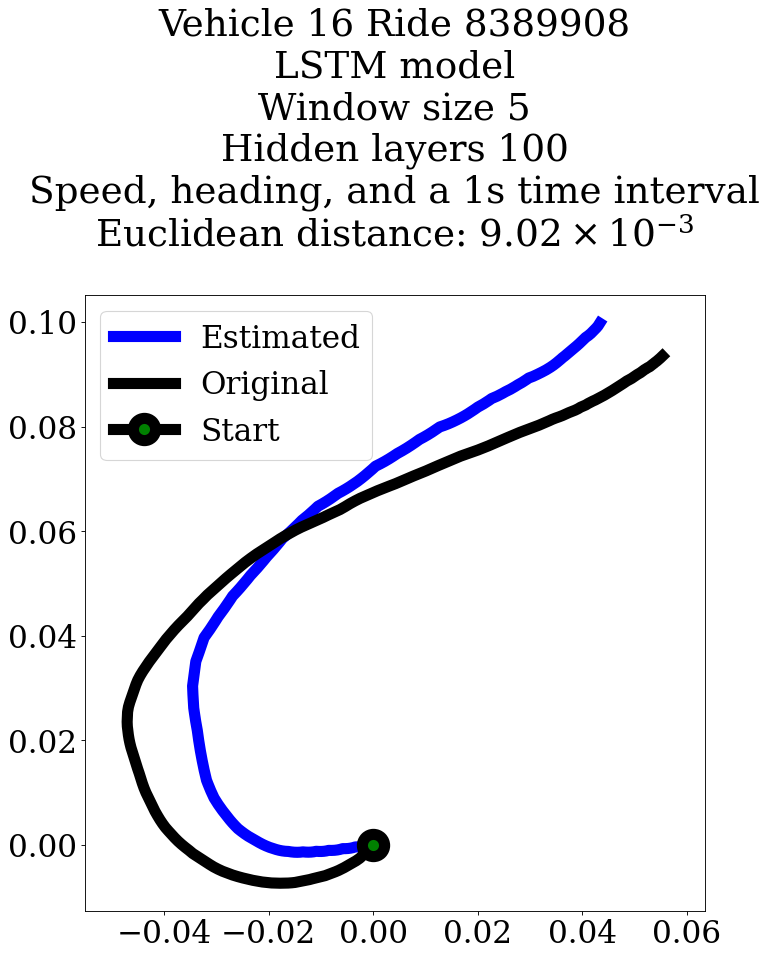 Vehicle 16 Ride 8389908
LSTM model
Window size 5
Hidden layers 100
Speed, heading, and a 1s time interval
Euclidean distance: 9.02 × 10⁻³
Estimated
Original
Start
0.10
0.08
0.06
0.04
0.02
0.00
−0.04 −0.02 0.00 0.02 0.04 0.06